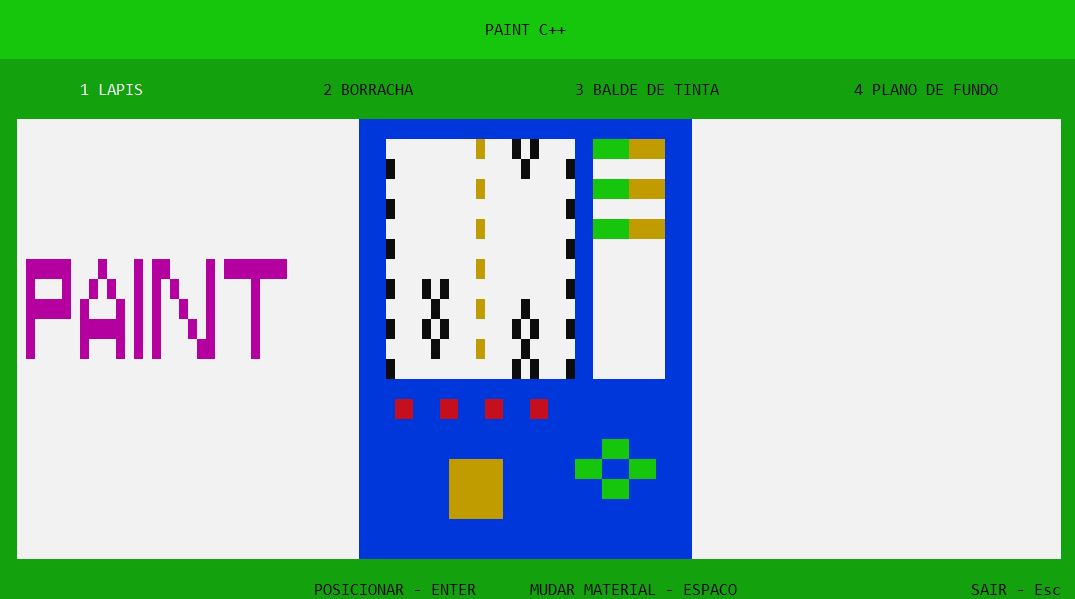 PAINT C++
1 LAPIS 2 BORRACHA 3 BALDE DE TINTA 4 PLANO DE FUNDO
PAINT
POSICIONAR - ENTER MUDAR MATERIAL - ESPACO SAIR - Esc